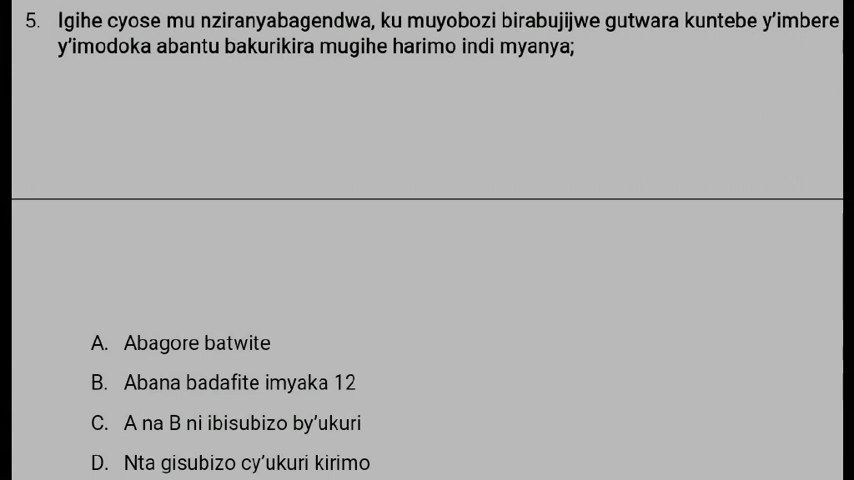 5. Igihe cyose mu nziranyabagendwa, ku muyobozi birabujijwe gutwara kuntebe y'imbere
y'imodoka abantu bakurikira mugihe harimo indi myanya;
A. Abagore batwite
B. Abana badafite imyaka 12
C. A na B ni ibisubizo by'ukuri
D. Nta gisubizo cy'ukuri kirimo